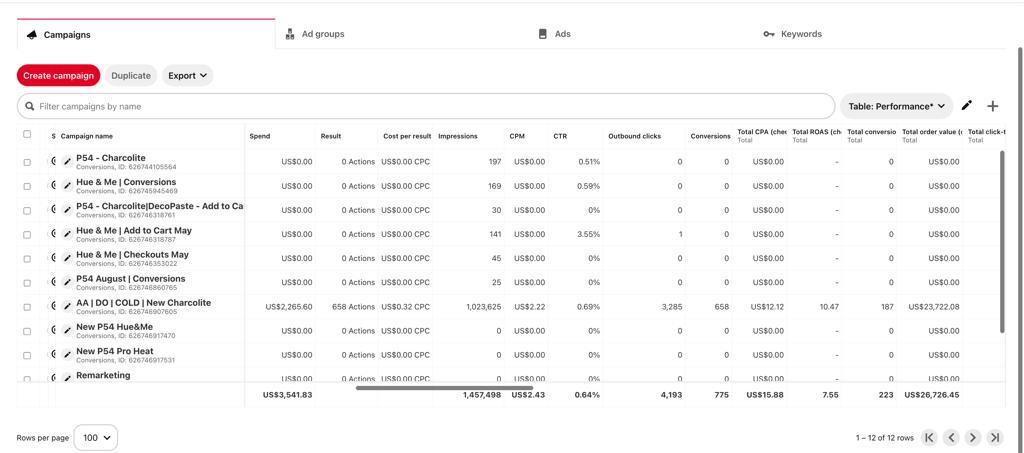 Campaigns Ad groups Ads Keywords
Create campaign Duplicate Export
Filter campaigns by name Table: Performance*
S Campaign name Spend Result Cost per result Impressions CPM CTR Outbound clicks Conversions Total CPA (chec Total ROAS (ch Total conversio Total order value (c Total click-t
Total Total Total Total Total
P54 - Charcolite US$0.00 0 Actions US$0.00 CPC 197 US$0.00 0.51% 0 0 US$0.00 - 0 US$0.00
Conversions, ID: 626744105564
Hue & Me | Conversions US$0.00 0 Actions US$0.00 CPC 169 US$0.00 0.59% 0 0 US$0.00 - 0 US$0.00
Conversions, ID: 626745945469
P54 - Charcolite|DecoPaste - Add to Ca US$0.00 0 Actions US$0.00 CPC 30 US$0.00 0% 0 0 US$0.00 - 0 US$0.00
Conversions, ID: 626746318761
Hue & Me | Add to Cart May US$0.00 0 Actions US$0.00 CPC 141 US$0.00 3.55% 1 0 US$0.00 - 0 US$0.00
Conversions, ID: 626746318787
Hue & Me | Checkouts May US$0.00 0 Actions US$0.00 CPC 45 US$0.00 0% 0 0 US$0.00 - 0 US$0.00
Conversions, ID: 626746353022
P54 August | Conversions US$0.00 0 Actions US$0.00 CPC 25 US$0.00 0% 0 0 US$0.00 - 0 US$0.00
Conversions, ID: 626746860765
AA | DO | COLD | New Charcolite US$2,265.60 658 Actions US$0.32 CPC 1,023,625 US$2.22 0.69% 3,285 658 US$12.12 10.47 187 US$23,722.08
Conversions, ID: 626746907605
New P54 Hue&Me US$0.00 0 Actions US$0.00 CPC 0 US$0.00 0% 0 0 US$0.00 - 0 US$0.00
Conversions, ID: 626746917470
New P54 Pro Heat US$0.00 0 Actions US$0.00 CPC 0 US$0.00 0% 0 0 US$0.00 - 0 US$0.00
Conversions, ID: 626746917531
Remarketing US$0.00 0 Actions US$0.00 CPC 0 US$0.00 0% 0 0 US$0.00 - 0 US$0.00
US$3,541.83 1,457,498 US$2.43 0.64% 4,193 775 US$15.88 7.55 223 US$26,726.45
Rows per page 100 1 – 12 of 12 rows